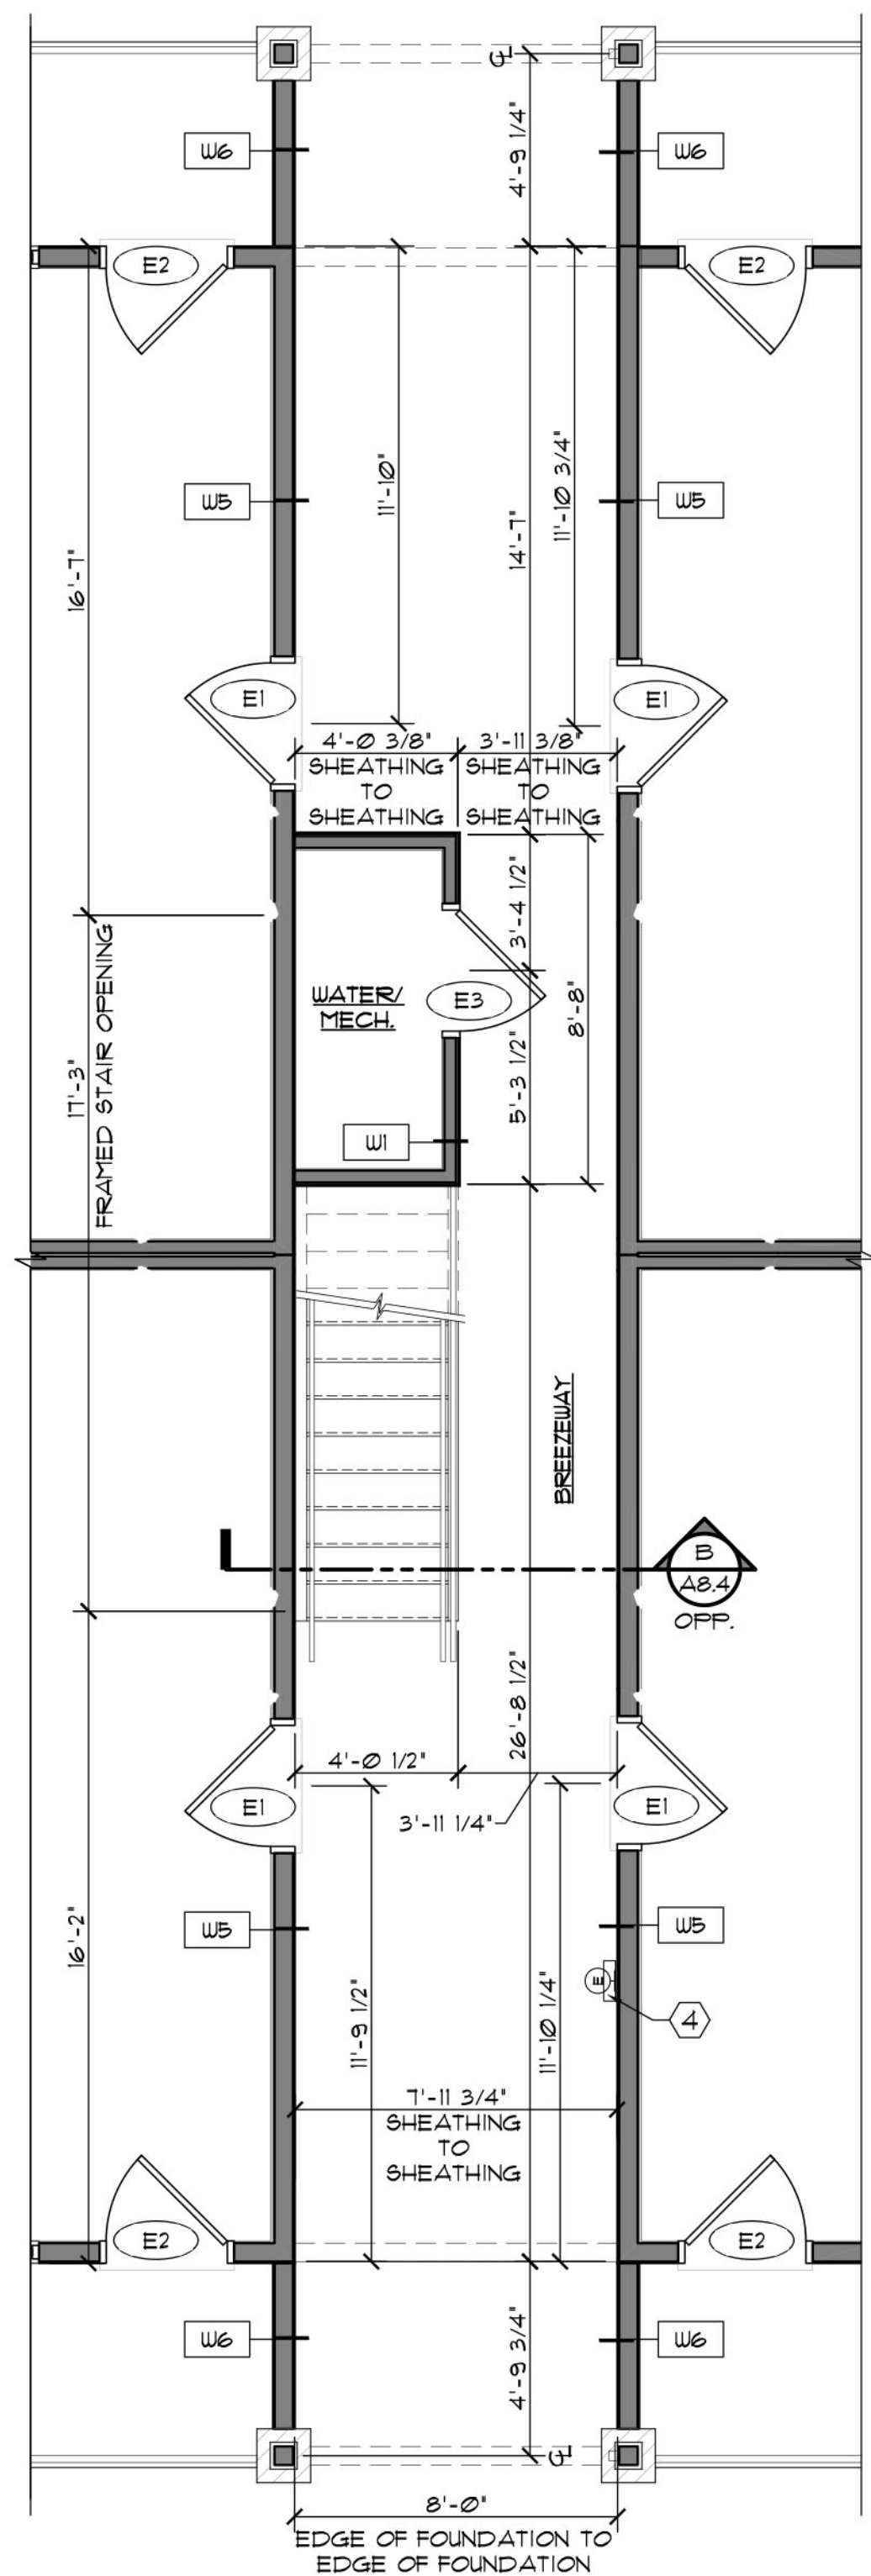 4'-9 1/4"
W6
W6
E2
E2
W5
W5
11'-10"
11'-10 3/4"
14'-7"
16'-7"
E1
E1
4'-0 3/8"
SHEATHING
TO
SHEATHING
3'-11 3/8"
SHEATHING
TO
SHEATHING
3'-4 1/2"
WATER/
MECH.
E3
8'-8"
17'-3"
FRAMED STAIR OPENING
5'-3 1/2"
W1
BREEZEWAY
B
A8.4
OPP.
26'-8 1/2"
4'-0 1/2"
3'-11 1/4"
E1
E1
W5
W5
16'-2"
11'-9 1/2"
11'-10 1/4"
E
4
7'-11 3/4"
SHEATHING
TO
SHEATHING
E2
E2
W6
W6
4'-9 3/4"
8'-0"
EDGE OF FOUNDATION TO
EDGE OF FOUNDATION